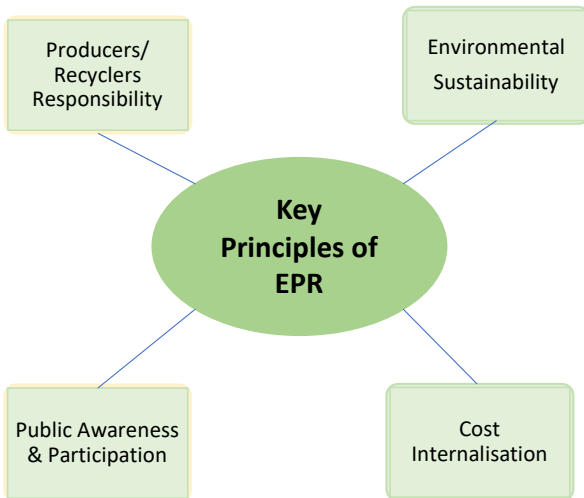 Producers/
Recyclers
Responsibility
Environmental
Sustainability
Key
Principles of
EPR
Public Awareness
& Participation
Cost
Internalisation